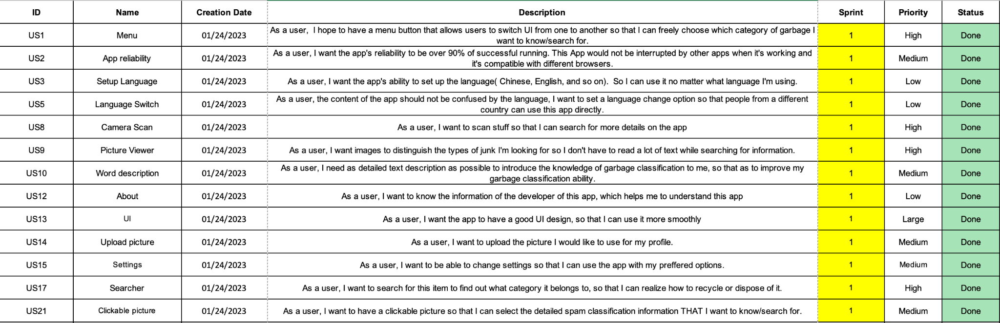 ID Name Creation Date Description Sprint Priority Status
US1 Menu 01/24/2023 As a user,  I hope to have a menu button that allows users to switch UI from one to another so that I can freely choose which category of garbage I
want to know/search for. 1 High Done
US2 App reliability 01/24/2023 As a user, I want the app's reliability to be over 90% of successful running. This App would not be interrupted by other apps when it's working and
it's compatible with different browsers. 1 Medium Done
US3 Setup Language 01/24/2023 As a user, I want the app's ability to set up the language( Chinese, English, and so on).  So I can use it no matter what language I'm using. 1 Low Done
US5 Language Switch 01/24/2023 As a user, the content of the app should not be confused by the language, I want to set a language change option so that people from a different
country can use this app directly. 1 Low Done
US8 Camera Scan 01/24/2023 As a user, I want to scan stuff so that I can search for more details on the app 1 High Done
US9 Picture Viewer 01/24/2023 As a user, I want images to distinguish the types of junk I'm looking for so I don't have to read a lot of text while searching for information. 1 High Done
US10 Word description 01/24/2023 As a user, I need as detailed text description as possible to introduce the knowledge of garbage classification to me, so that as to improve my
garbage classification ability. 1 Medium Done
US12 About 01/24/2023 As a user, I want to know the information of the developer of this app, which helps me to understand this app 1 Low Done
US13 UI 01/24/2023 As a user, I want the app to have a good UI design, so that I can use it more smoothly 1 Large Done
US14 Upload picture 01/24/2023 As a user, I want to upload the picture I would like to use for my profile. 1 Medium Done
US15 Settings 01/24/2023 As a user, I want to be able to change settings so that I can use the app with my preffered options. 1 Medium Done
US17 Searcher 01/24/2023 As a user, I want to search for this item to find out what category it belongs to, so that I can realize how to recycle or dispose of it. 1 High Done
US21 Clickable picture 01/24/2023 As a user, I want to have a clickable picture so that I can select the detailed spam classification information THAT I want to know/search for. 1 Medium Done